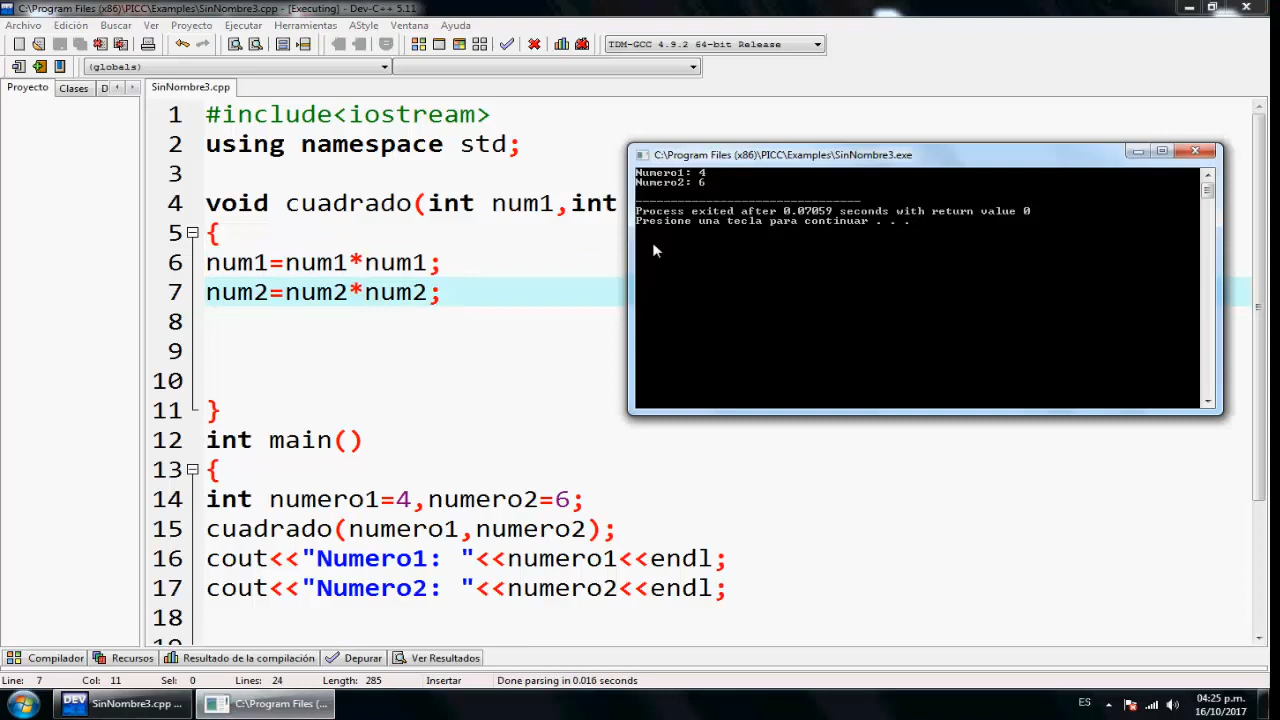 C:\Program Files (x86)\PICC\Examples\SinNombre3.cpp - [Executing] - Dev-C++ 5.11
Archivo Edición Buscar Ver Proyecto Ejecutar Herramientas AStyle Ventana Ayuda
TDM-GCC 4.9.2 64-bit Release
(globals)
Proyecto Clases D
SinNombre3.cpp
1 #include<iostream>
2 using namespace std;
3
4 void cuadrado(int num1,int
5 {
6 num1=num1*num1;
7 num2=num2*num2;
8
9
10
11 }
12 int main()
13 {
14 int numero1=4,numero2=6;
15 cuadrado(numero1,numero2);
16 cout<<"Numero1: "<<numero1<<endl;
17 cout<<"Numero2: "<<numero2<<endl;
18
C:\Program Files (x86)\PICC\Examples\SinNombre3.exe
Numero1: 4
Numero2: 6
--------------------------------
Process exited after 0.07059 seconds with return value 0
Presione una tecla para continuar . . .
Compilador Recursos Resultado de la compilación Depurar Ver Resultados
Line: 7 Col: 11 Sel: 0 Lines: 24 Length: 285 Insertar Done parsing in 0.016 seconds
DEV SinNombre3.cpp ... C:\Program Files (... ES 04:25 p.m.
16/10/2017